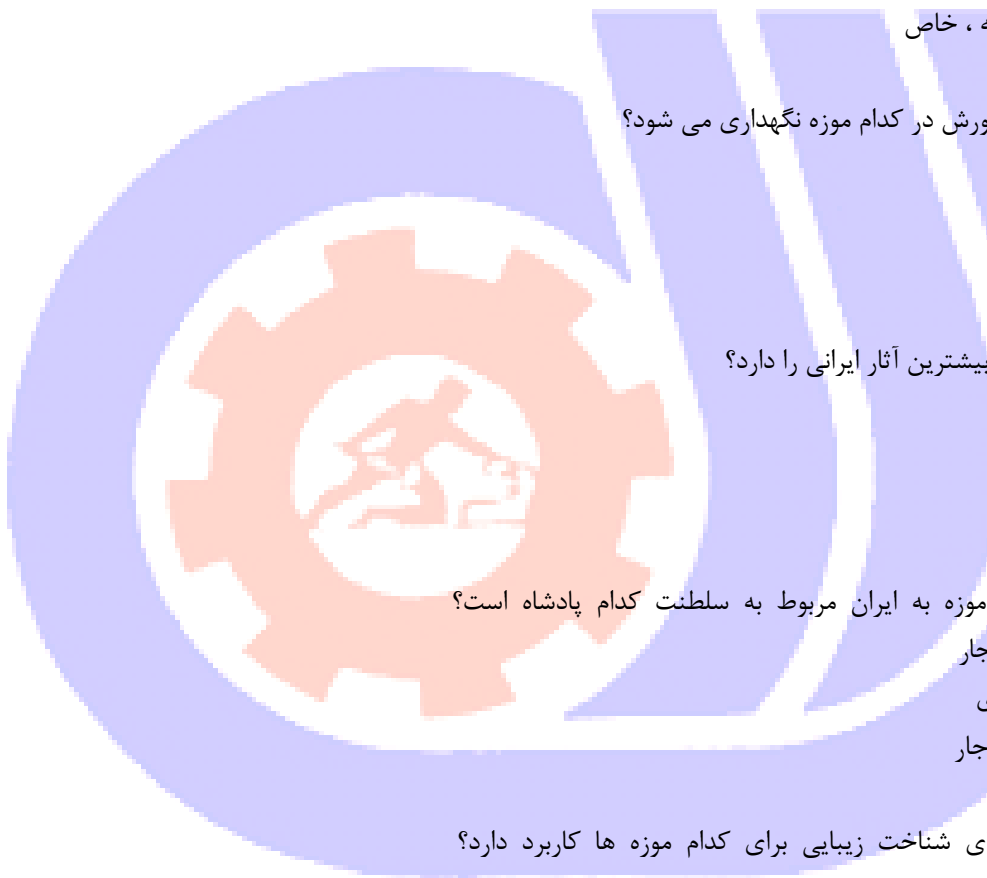 ه ، خاص
ورش در کدام موزه نگهداری می شود؟
بیشترین آثار ایرانی را دارد؟
موزه به ایران مربوط به سلطنت کدام پادشاه است؟
جار
ی
جار
ی شناخت زیبایی برای کدام موزه ها کاربرد دارد؟